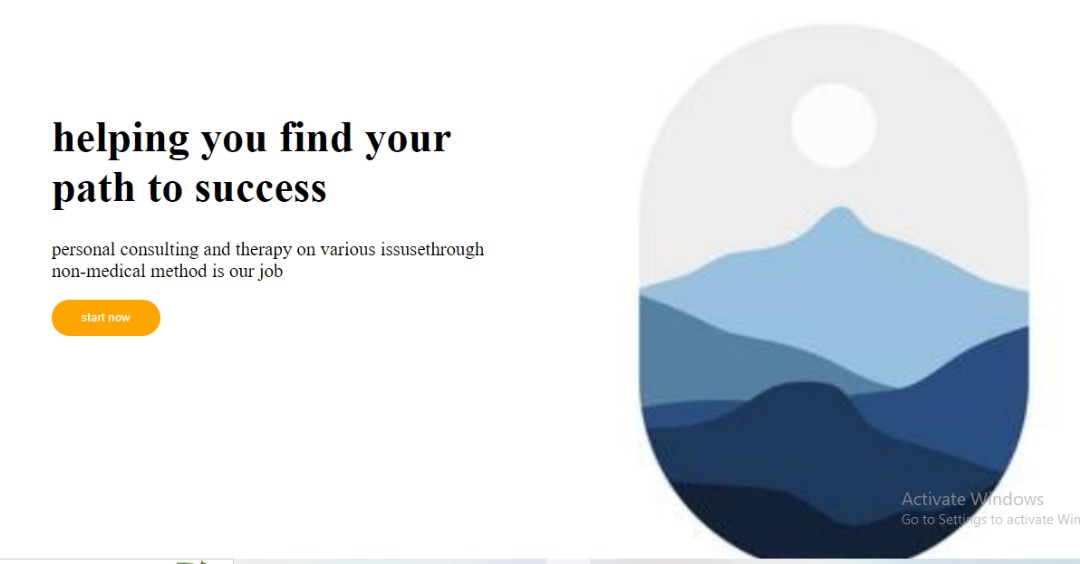 helping you find your
path to success
personal consulting and therapy on various issusethrough
non-medical method is our job
start now
Activate Windows
Go to Settings to activate Win